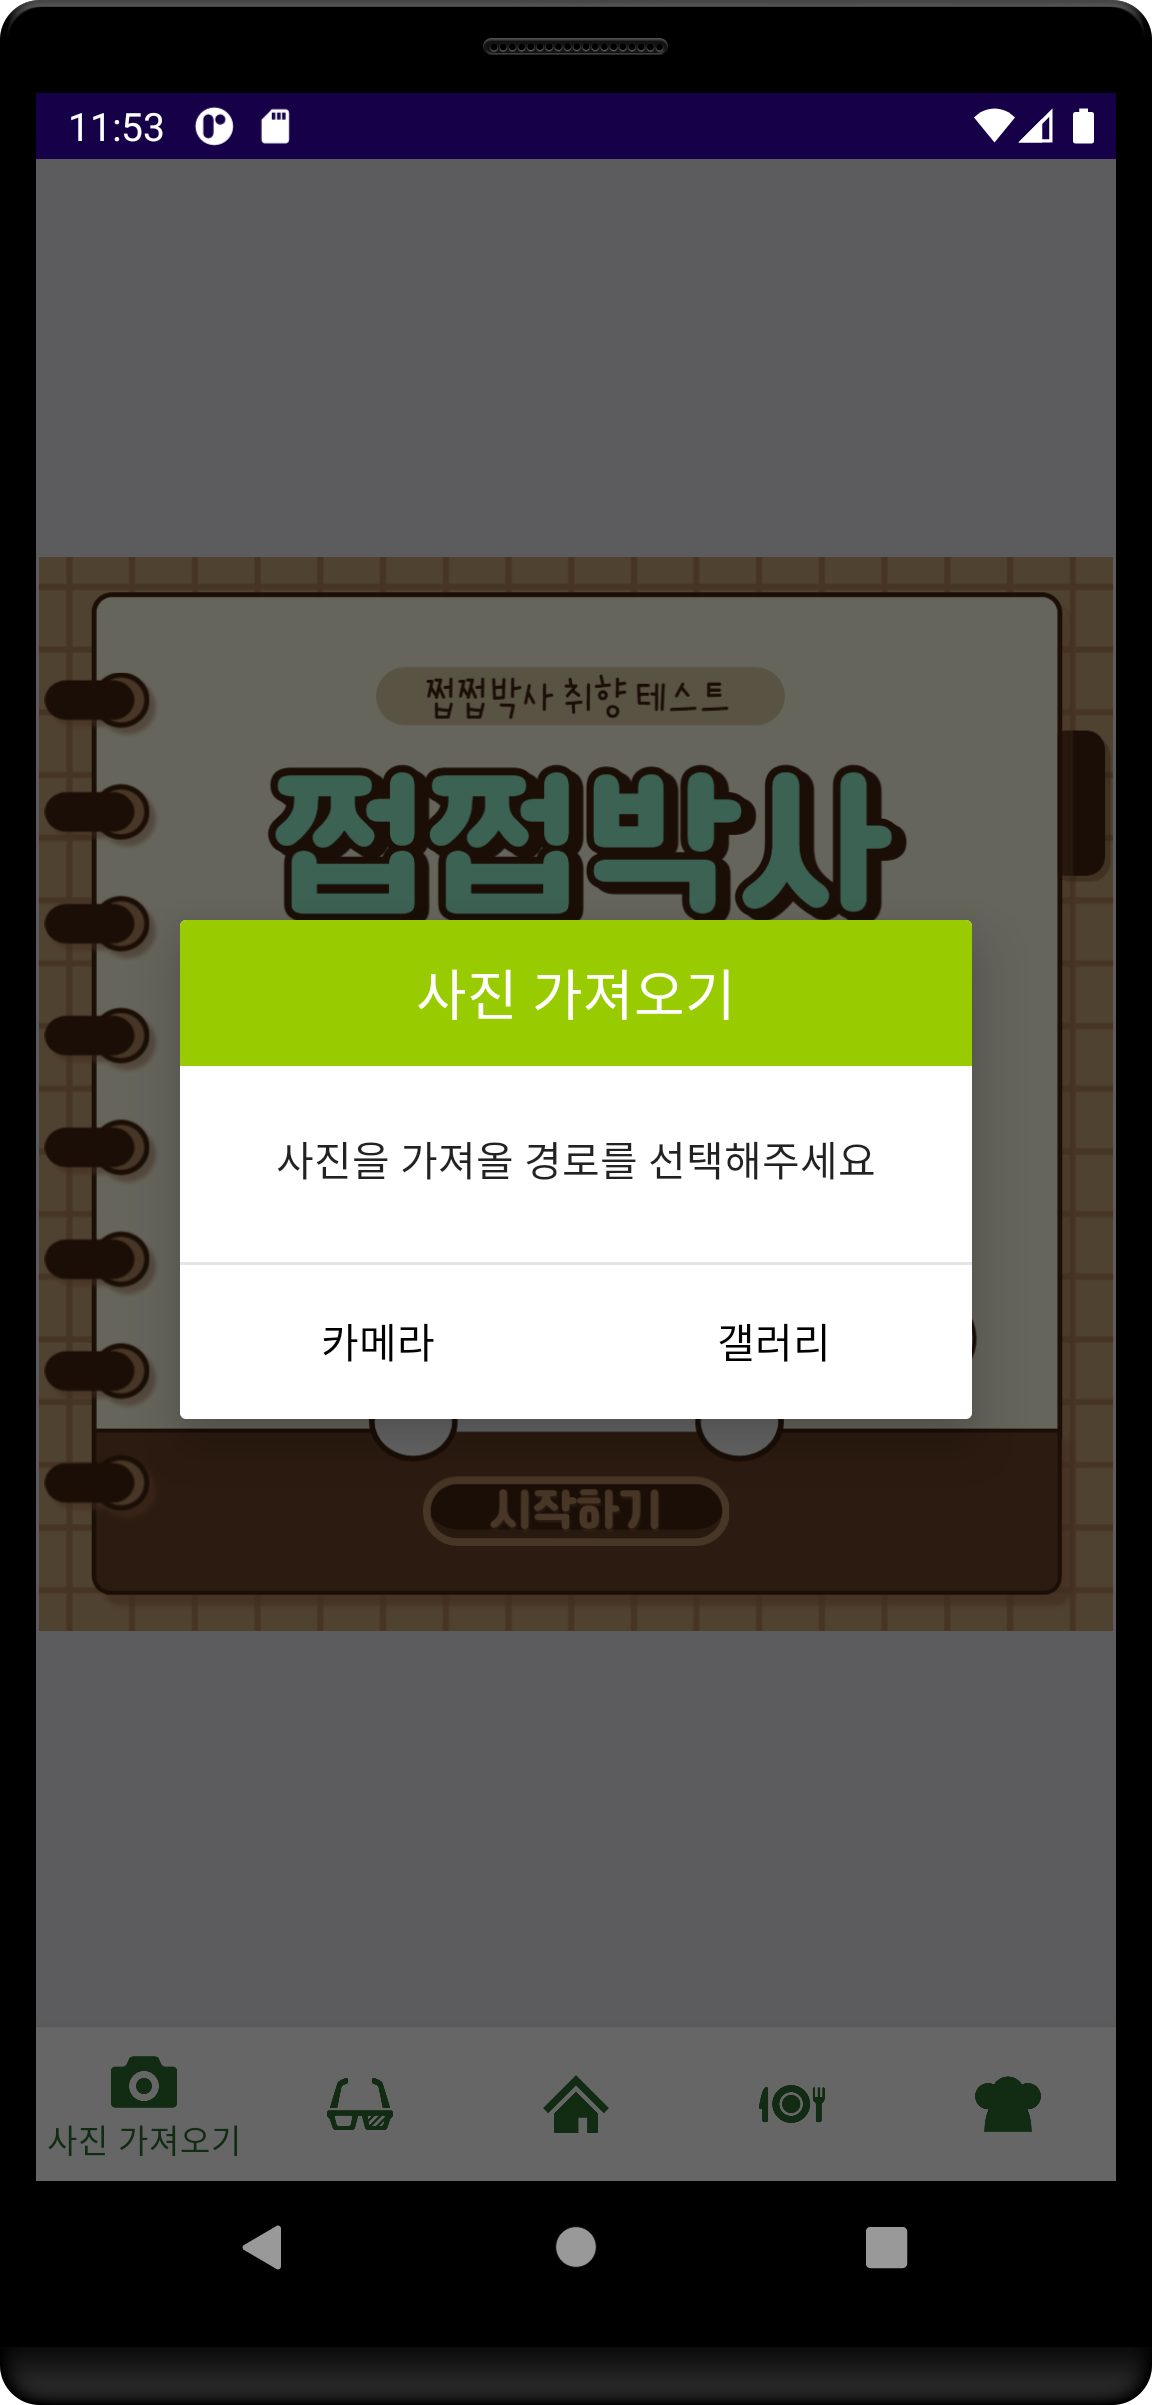 11:53
쩝쩝박사 취향 테스트
쩝쩝박사
사진 가져오기
사진을 가져올 경로를 선택해주세요
카메라
갤러리
시작하기
사진 가져오기